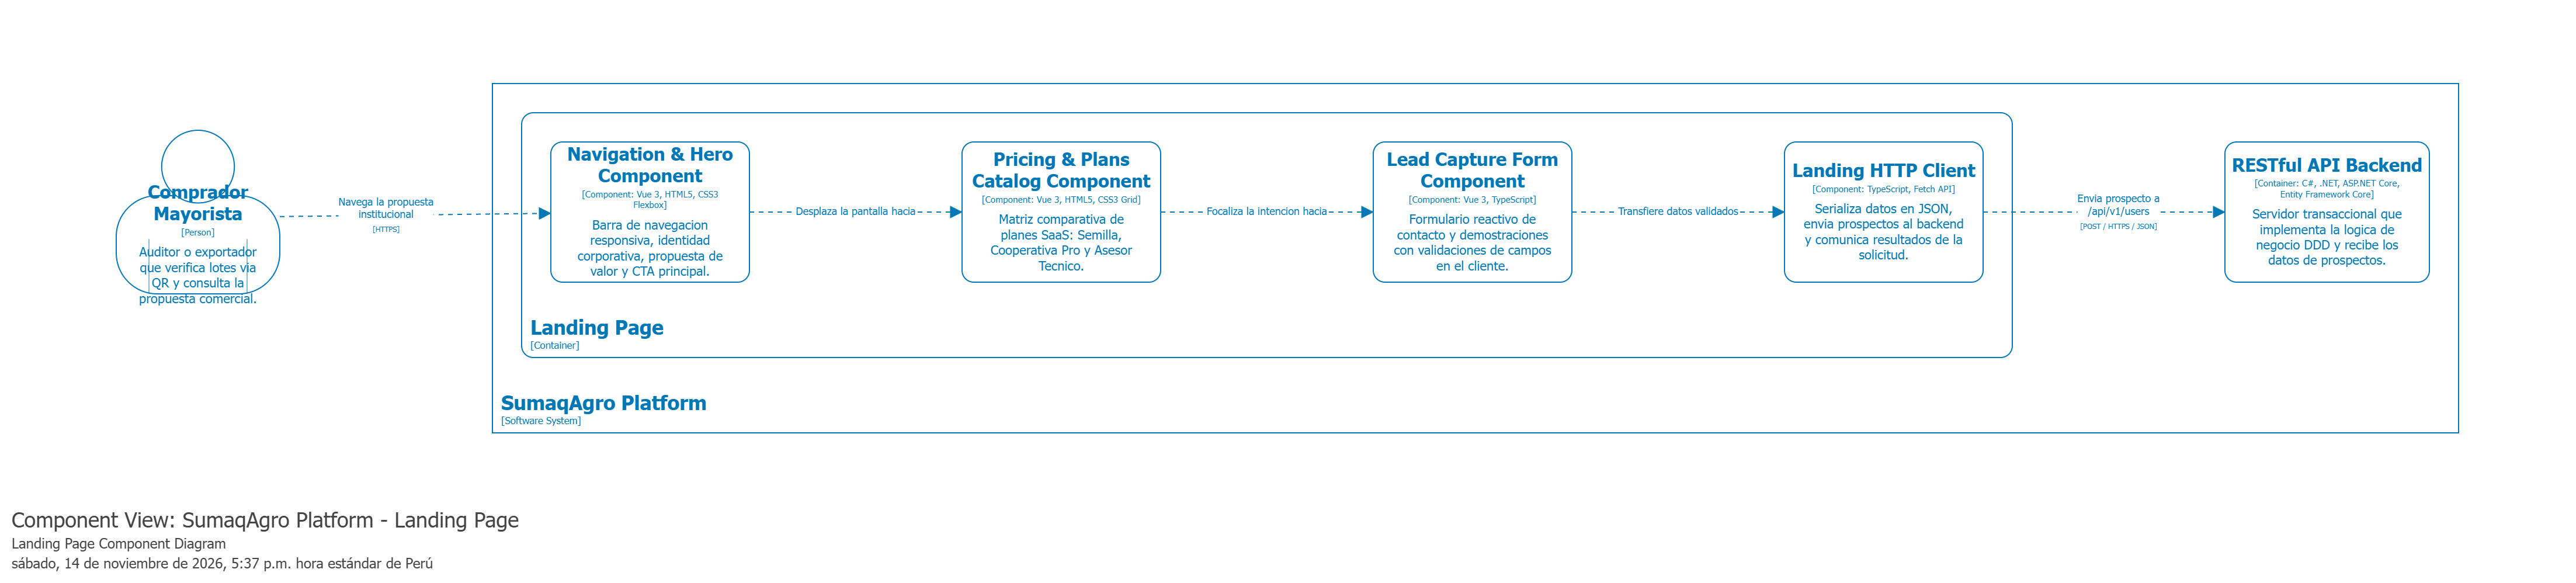 Comprador
Mayorista
[Person]
Auditor o exportador
que verifica lotes via
QR y consulta la
propuesta comercial.
Navega la propuesta
institucional
[HTTPS]
Navigation & Hero
Component
[Component: Vue 3, HTML5, CSS3
Flexbox]
Barra de navegacion
responsiva, identidad
corporativa, propuesta de
valor y CTA principal.
Desplaza la pantalla hacia
Pricing & Plans
Catalog Component
[Component: Vue 3, HTML5, CSS3 Grid]
Matriz comparativa de
planes SaaS: Semilla,
Cooperativa Pro y Asesor
Tecnico.
Focaliza la intencion hacia
Lead Capture Form
Component
[Component: Vue 3, TypeScript]
Formulario reactivo de
contacto y demostraciones
con validaciones de campos
en el cliente.
Transfiere datos validados
Landing HTTP Client
[Component: TypeScript, Fetch API]
Serializa datos en JSON,
envia prospectos al backend
y comunica resultados de la
solicitud.
Envia prospecto a
/api/v1/users
[POST / HTTPS / JSON]
RESTful API Backend
[Container: C#, .NET, ASP.NET Core,
Entity Framework Core]
Servidor transaccional que
implementa la logica de
negocio DDD y recibe los
datos de prospectos.
Landing Page
[Container]
SumaqAgro Platform
[Software System]
Component View: SumaqAgro Platform - Landing Page
Landing Page Component Diagram
sábado, 14 de noviembre de 2026, 5:37 p.m. hora estándar de Perú